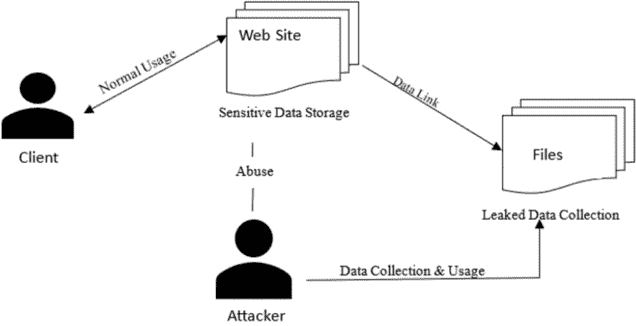 Web Site
Normal Usage
Data Link
Sensitive Data Storage
Client
Files
Abuse
Leaked Data Collection
Data Collection & Usage
Attacker